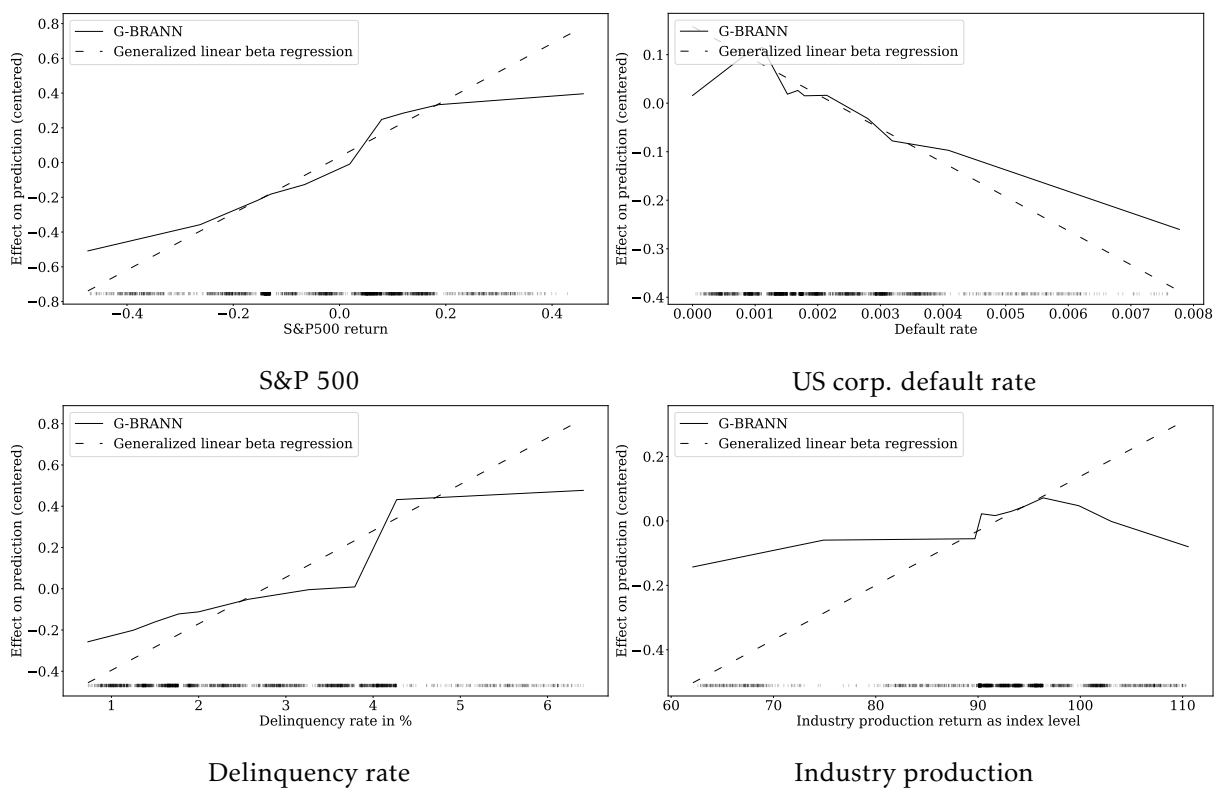 G-BRANN
Generalized linear beta regression
Effect on prediction (centered)
0.8
0.6
0.4
0.2
0.0
−0.2
−0.4
−0.6
−0.8
−0.4
−0.2
0.0
0.2
0.4
S&P500 return
S&P 500
G-BRANN
Generalized linear beta regression
Effect on prediction (centered)
0.1
0.0
−0.1
−0.2
−0.3
−0.4
0.000
0.001
0.002
0.003
0.004
0.005
0.006
0.007
0.008
Default rate
US corp. default rate
G-BRANN
Generalized linear beta regression
Effect on prediction (centered)
0.8
0.6
0.4
0.2
0.0
−0.2
−0.4
1
2
3
4
5
6
Delinquency rate in %
Delinquency rate
G-BRANN
Generalized linear beta regression
Effect on prediction (centered)
0.2
0.0
−0.2
−0.4
60
70
80
90
100
110
Industry production return as index level
Industry production